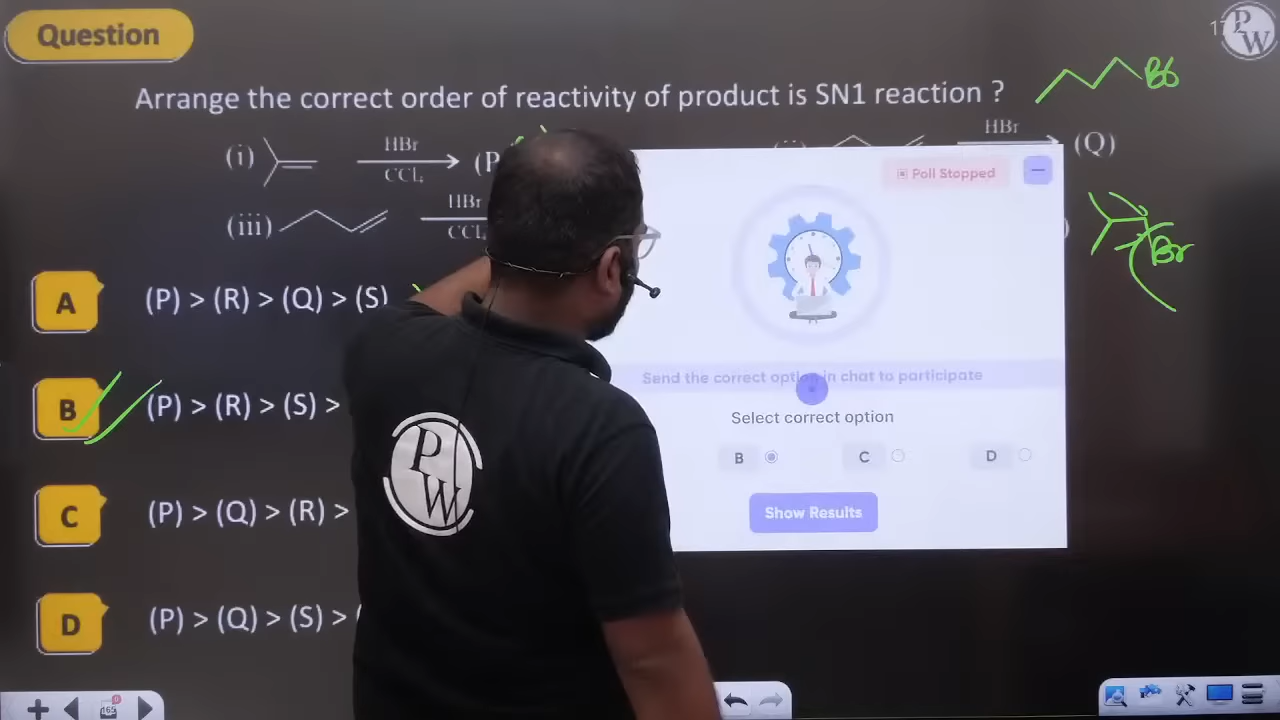 Question
Arrange the correct order of reactivity of product is SN1 reaction ?
Br
(i) HBr CCl₄ (P
HBr (Q)
(iii) HBr CCl₄
Br
A (P) > (R) > (Q) > (S)
B (P) > (R) > (S) >
C (P) > (Q) > (R) >
D (P) > (Q) > (S) >
Poll Stopped
Send the correct option in chat to participate
Select correct option
B C D
Show Results
P W
P W
165